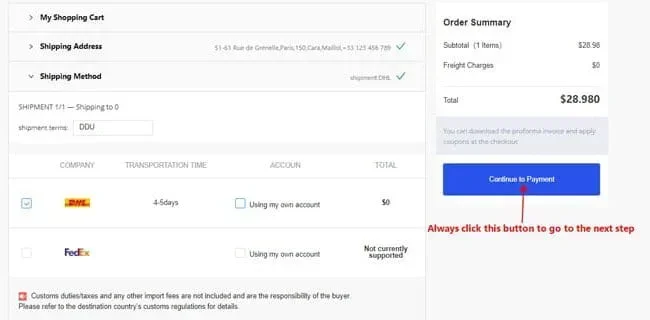 My Shopping Cart
Shipping Address
51-61 Rue de Grenelle,Paris,150,Cara,Maillol,+33 125 456 789
Shipping Method
shipment:DHL
SHIPMENT 1/1 — Shipping to 0
shipment terms: DDU
COMPANY TRANSPORTATION TIME ACCOUN TOTAL
DHL 4-5days Using my own account $0
FedEx Using my own account Not currently
supported
Customs duties/taxes and any other import fees are not included and are the responsibility of the buyer.
Please refer to the destination country's customs regulations for details.
Order Summary
Subtotal (1 Items) $28.98
Freight Charges $0
Total $28.980
You can download the proforma invoice and apply
coupons at the checkout
Continue to Payment
Always click this button to go to the next step